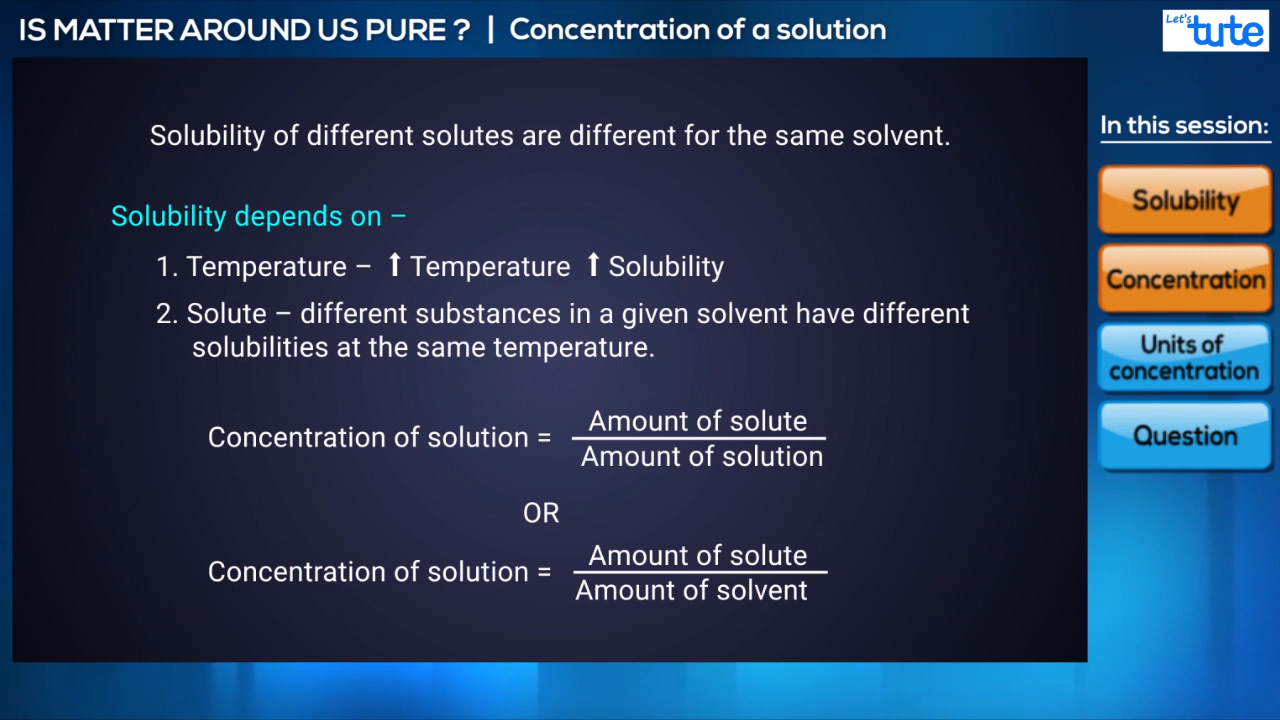 IS MATTER AROUND US PURE ? | Concentration of a solution
Let's
tute
Solubility of different solutes are different for the same solvent.
Solubility depends on –
1. Temperature – ⬆ Temperature ⬆ Solubility
2. Solute – different substances in a given solvent have different
solubilities at the same temperature.
Concentration of solution = Amount of solute
Amount of solution
OR
Concentration of solution = Amount of solute
Amount of solvent
In this session:
Solubility
Concentration
Units of
concentration
Question